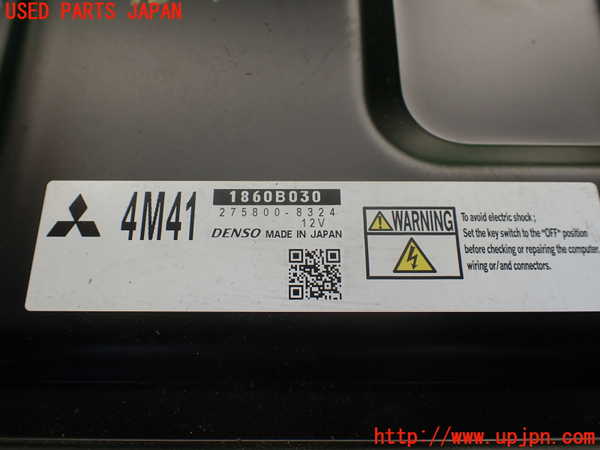 USED PARTS JAPAN
4M41
1860B030
275800-8324
12V
DENSO MADE IN JAPAN
WARNING
To avoid electric shock ;
Set the key switch to the "OFF" position
before checking or repairing the computer,
wiring or/and connectors.
http://www.upjpn.com/